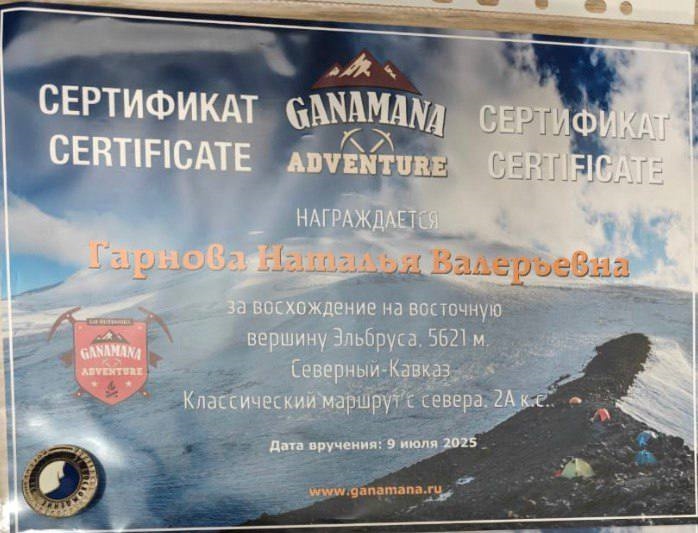 СЕРТИФИКАТ
CERTIFICATE
GANAMANA
ADVENTURE
СЕРТИФИКАТ
CERTIFICATE
НАГРАЖДАЕТСЯ
Гарнова Наталья Валерьевна
за восхождение на восточную
вершину Эльбруса, 5621 м.
Северный-Кавказ
Классический маршрут с севера, 2А к.с.
GANAMANA
ADVENTURE
Дата вручения: 9 июля 2025
www.ganamana.ru